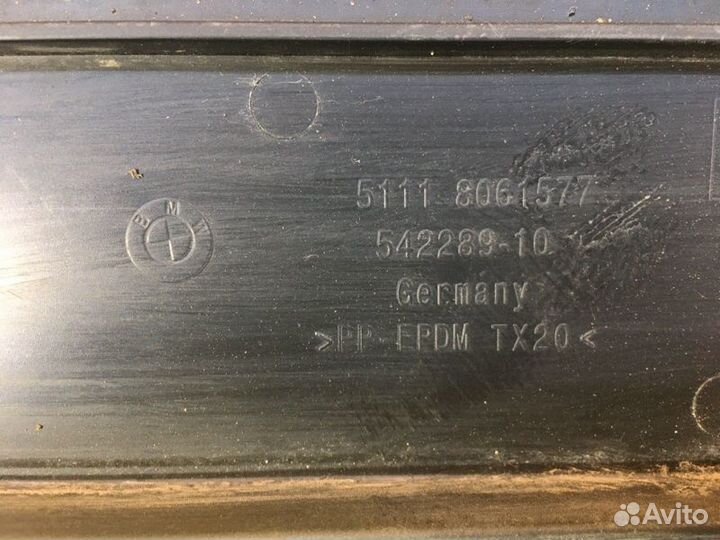 BMW
5111 8061577
542289-10
Germany
>PP EPDM TX20<
Avito